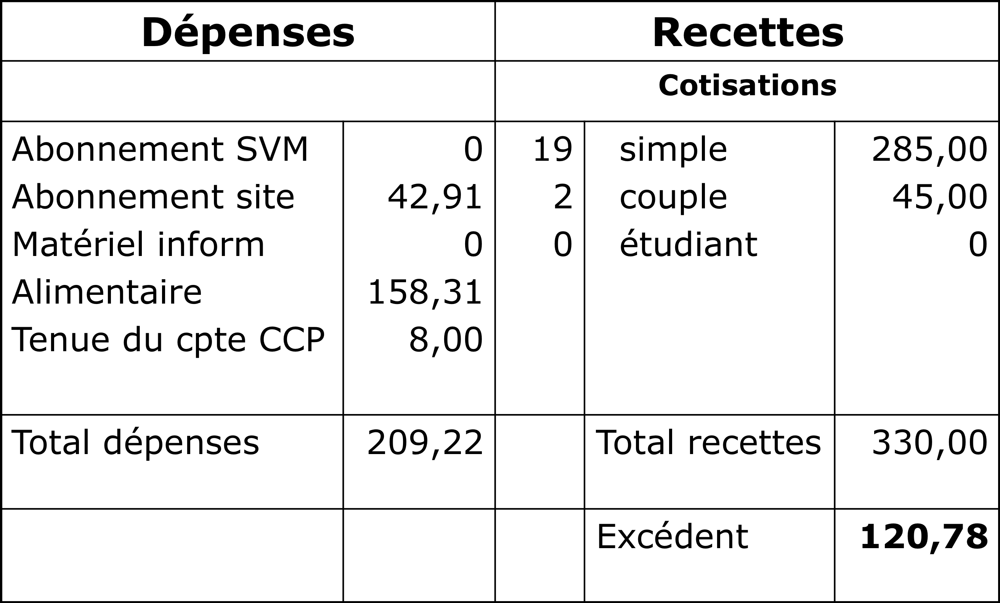 Dépenses Recettes
Cotisations
Abonnement SVM 0 19 simple 285,00
Abonnement site 42,91 2 couple 45,00
Matériel inform 0 0 étudiant 0
Alimentaire 158,31
Tenue du cpte CCP 8,00
Total dépenses 209,22 Total recettes 330,00
Excédent 120,78